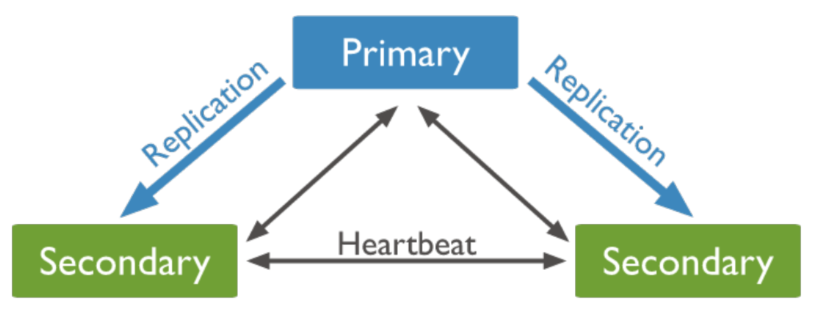 Primary
Replication
Replication
Secondary
Heartbeat
Secondary